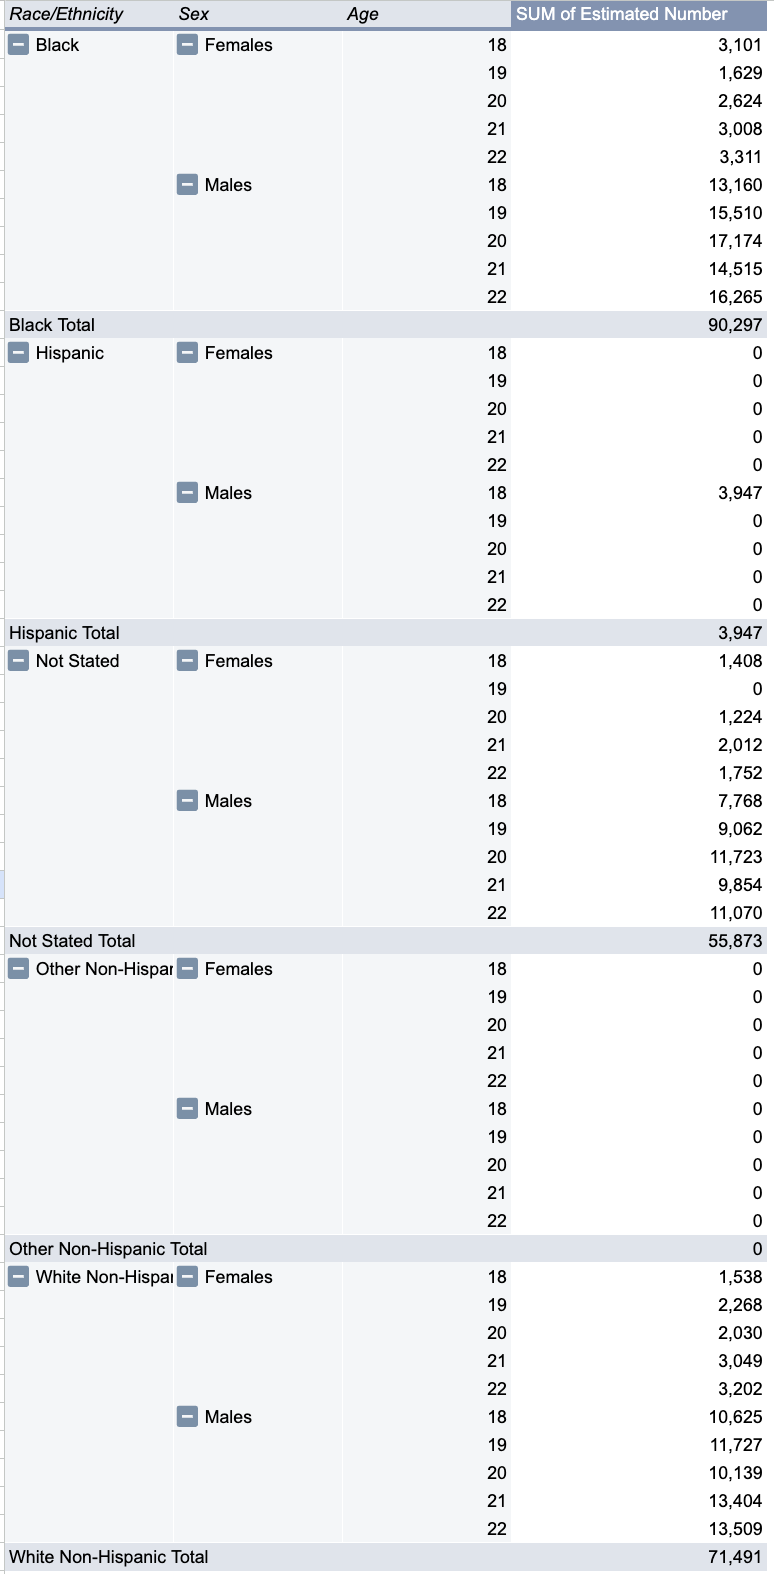 Race/Ethnicity Sex Age SUM of Estimated Number
Black Females 18 3,101
19 1,629
20 2,624
21 3,008
22 3,311
Males 18 13,160
19 15,510
20 17,174
21 14,515
22 16,265
Black Total 90,297
Hispanic Females 18 0
19 0
20 0
21 0
22 0
Males 18 3,947
19 0
20 0
21 0
22 0
Hispanic Total 3,947
Not Stated Females 18 1,408
19 0
20 1,224
21 2,012
22 1,752
Males 18 7,768
19 9,062
20 11,723
21 9,854
22 11,070
Not Stated Total 55,873
Other Non-Hispan Females 18 0
19 0
20 0
21 0
22 0
Males 18 0
19 0
20 0
21 0
22 0
Other Non-Hispanic Total 0
White Non-Hispan Females 18 1,538
19 2,268
20 2,030
21 3,049
22 3,202
Males 18 10,625
19 11,727
20 10,139
21 13,404
22 13,509
White Non-Hispanic Total 71,491